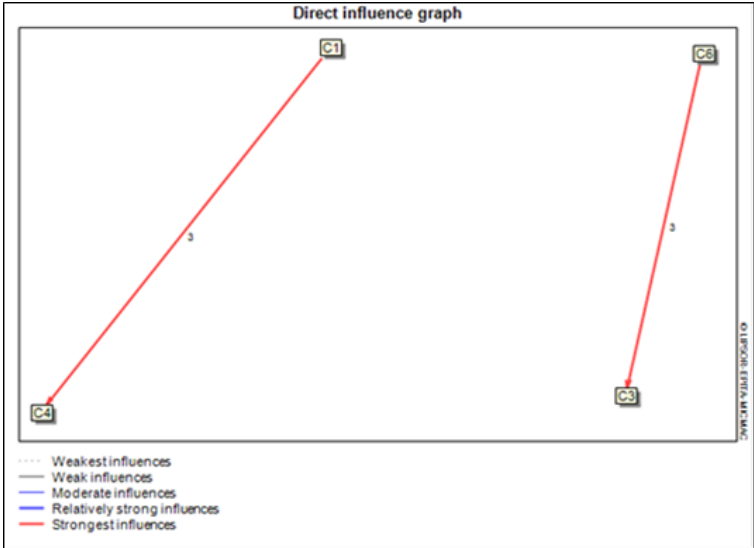 Direct influence graph
C1
C6
3
3
C3
C4
© LIPSOR-EPITA-MICMAC
Weakest influences
Weak influences
Moderate influences
Relatively strong influences
Strongest influences